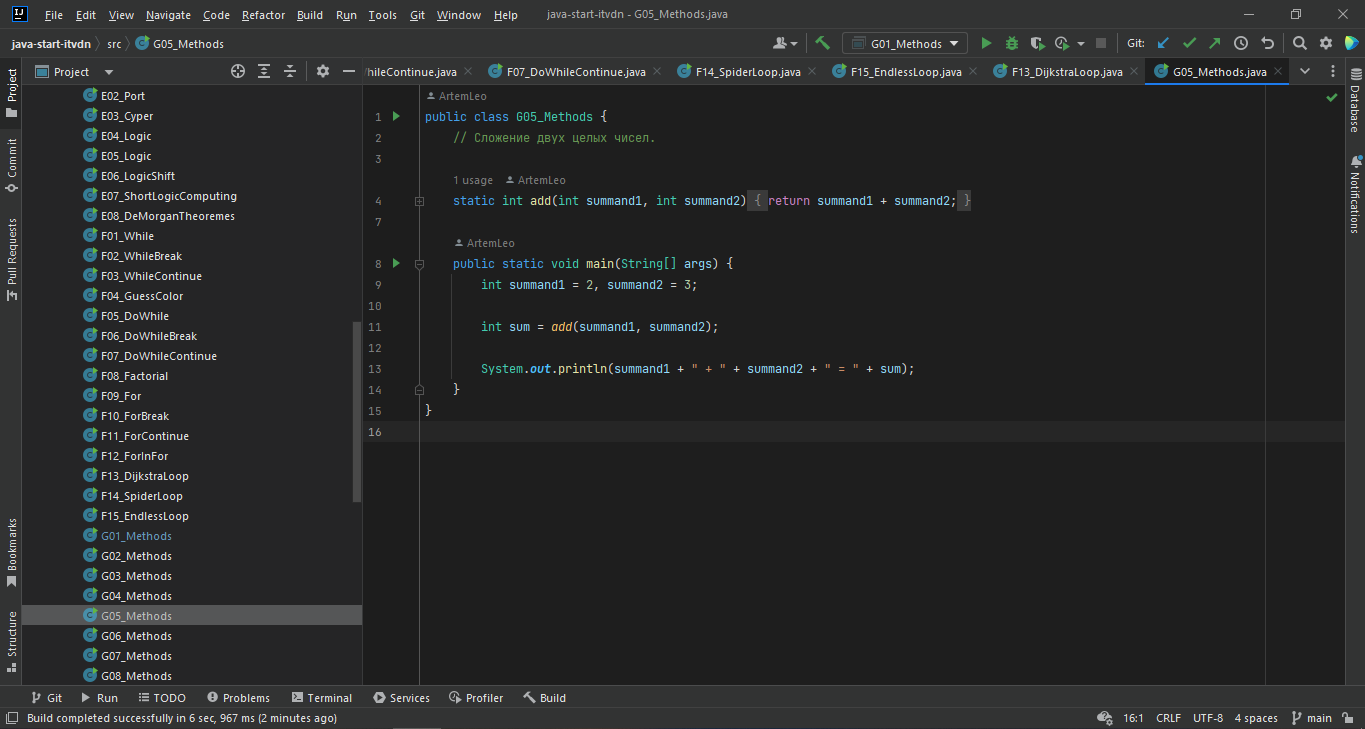 File Edit View Navigate Code Refactor Build Run Tools Git Window Help java-start-itvdn - G05_Methods.java
java-start-itvdn src G05_Methods G01_Methods Git:
Project
hileContinue.java F07_DoWhileContinue.java F14_SpiderLoop.java F15_EndlessLoop.java F13_DijkstraLoop.java G05_Methods.java
Project
Commit
Pull Requests
Bookmarks
Structure
E02_Port
E03_Cyper
E04_Logic
E05_Logic
E06_LogicShift
E07_ShortLogicComputing
E08_DeMorganTheoremes
F01_While
F02_WhileBreak
F03_WhileContinue
F04_GuessColor
F05_DoWhile
F06_DoWhileBreak
F07_DoWhileContinue
F08_Factorial
F09_For
F10_ForBreak
F11_ForContinue
F12_ForInFor
F13_DijkstraLoop
F14_SpiderLoop
F15_EndlessLoop
G01_Methods
G02_Methods
G03_Methods
G04_Methods
G05_Methods
G06_Methods
G07_Methods
G08_Methods
ArtemLeo
1 public class G05_Methods {
2 // Сложение двух целых чисел.
3
1 usage ArtemLeo
4 static int add(int summand1, int summand2) { return summand1 + summand2; }
7
ArtemLeo
8 public static void main(String[] args) {
9 int summand1 = 2, summand2 = 3;
10
11 int sum = add(summand1, summand2);
12
13 System.out.println(summand1 + " + " + summand2 + " = " + sum);
14 }
15 }
16
Database
Notifications
Git Run TODO Problems Terminal Services Profiler Build
Build completed successfully in 6 sec, 967 ms (2 minutes ago) 16:1 CRLF UTF-8 4 spaces main